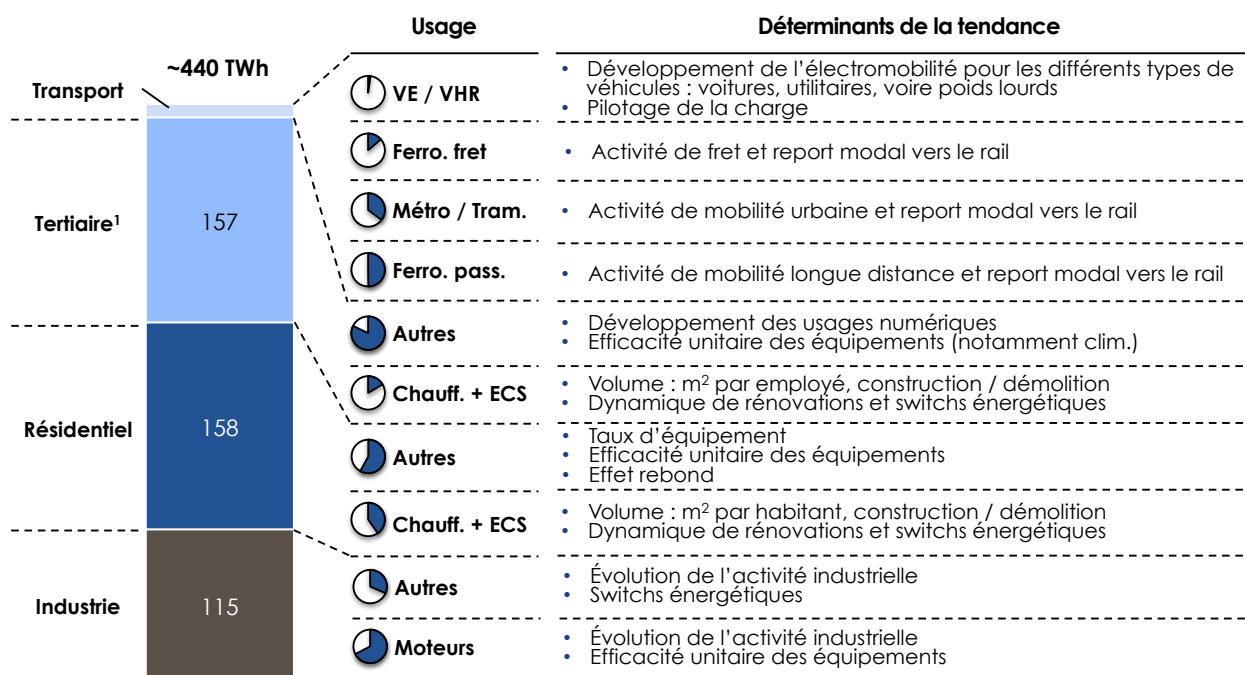 Usage
Déterminants de la tendance
~440 TWh
Transport
Tertiaire1
157
Résidentiel
158
Industrie
115
VE / VHR
• Développement de l’électromobilité pour les différents types de
véhicules : voitures, utilitaires, voire poids lourds
• Pilotage de la charge
Ferro. fret
• Activité de fret et report modal vers le rail
Métro / Tram.
• Activité de mobilité urbaine et report modal vers le rail
Ferro. pass.
• Activité de mobilité longue distance et report modal vers le rail
Autres
• Développement des usages numériques
• Efficacité unitaire des équipements (notamment clim.)
Chauff. + ECS
• Volume : m2 par employé, construction / démolition
• Dynamique de rénovations et switchs énergétiques
Autres
• Taux d’équipement
• Efficacité unitaire des équipements
• Effet rebond
Chauff. + ECS
• Volume : m2 par habitant, construction / démolition
• Dynamique de rénovations et switchs énergétiques
Autres
• Évolution de l’activité industrielle
• Switchs énergétiques
Moteurs
• Évolution de l’activité industrielle
• Efficacité unitaire des équipements